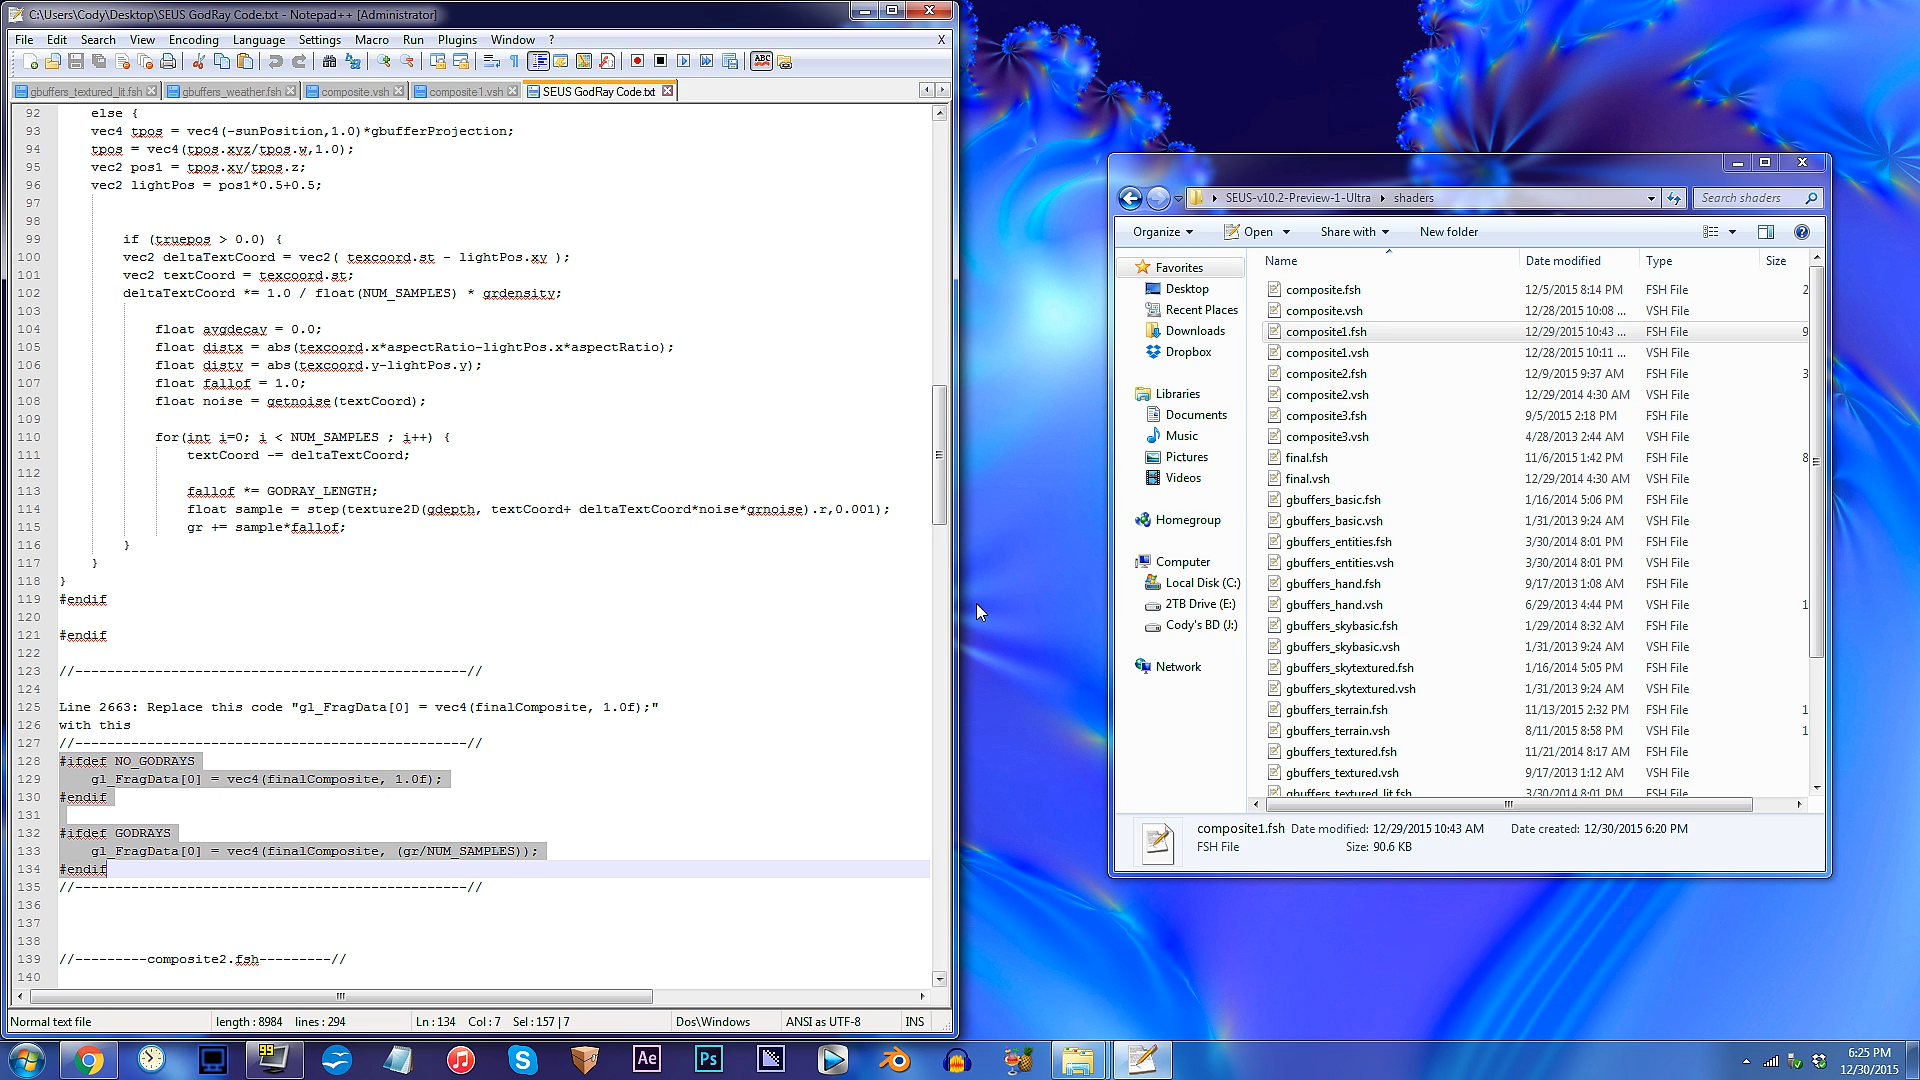 C:\Users\Cody\Desktop\SEUS GodRay Code.txt - Notepad++ [Administrator]
File Edit Search View Encoding Language Settings Macro Run Plugins Window ? X
gbuffers_textured_lit.fsh gbuffers_weather.fsh composite.vsh composite1.vsh SEUS GodRay Code.txt
92 else {
93 vec4 tpos = vec4(-sunPosition,1.0)*gbufferProjection;
94 tpos = vec4(tpos.xyz/tpos.w,1.0);
95 vec2 pos1 = tpos.xy/tpos.z;
96 vec2 lightPos = pos1*0.5+0.5;
97
98
99 if (truepos > 0.0) {
100 vec2 deltaTextCoord = vec2( texcoord.st - lightPos.xy );
101 vec2 textCoord = texcoord.st;
102 deltaTextCoord *= 1.0 / float(NUM_SAMPLES) * grdensity;
103
104 float avgdecay = 0.0;
105 float distx = abs(texcoord.x*aspectRatio-lightPos.x*aspectRatio);
106 float disty = abs(texcoord.y-lightPos.y);
107 float fallof = 1.0;
108 float noise = getnoise(textCoord);
109
110 for(int i=0; i < NUM_SAMPLES ; i++) {
111 textCoord -= deltaTextCoord;
112
113 fallof *= GODRAY_LENGTH;
114 float sample = step(texture2D(gdepth, textCoord+ deltaTextCoord*noise*grnoise).r,0.001);
115 gr += sample*fallof;
116 }
117 }
118 }
119 #endif
120
121 #endif
122
123 //-------------------------------------------------//
124
125 Line 2663: Replace this code "gl_FragData[0] = vec4(finalComposite, 1.0f);"
126 with this
127 //-------------------------------------------------//
128 #ifdef NO_GODRAYS
129 gl_FragData[0] = vec4(finalComposite, 1.0f);
130 #endif
131
132 #ifdef GODRAYS
133 gl_FragData[0] = vec4(finalComposite, (gr/NUM_SAMPLES));
134 #endif
135 //-------------------------------------------------//
136
137
138
139 //---------composite2.fsh---------//
140
Normal text file length : 8984 lines : 294 Ln : 134 Col : 7 Sel : 157 | 7 Dos\Windows ANSI as UTF-8 INS
SEUS-v10.2-Preview-1-Ultra shaders Search shaders
Organize Open Share with New folder
Favorites
Desktop
Recent Places
Downloads
Dropbox
Libraries
Documents
Music
Pictures
Videos
Homegroup
Computer
Local Disk (C:)
2TB Drive (E:)
Cody's BD (J:)
Network
Name Date modified Type Size
composite.fsh 12/5/2015 8:14 PM FSH File 2
composite.vsh 12/28/2015 10:08 ... VSH File
composite1.fsh 12/29/2015 10:43 ... FSH File 9
composite1.vsh 12/28/2015 10:11 ... VSH File
composite2.fsh 12/9/2015 9:37 AM FSH File 3
composite2.vsh 12/29/2014 4:30 AM VSH File
composite3.fsh 9/5/2015 2:18 PM FSH File
composite3.vsh 4/28/2013 2:44 AM VSH File
final.fsh 11/6/2015 1:42 PM FSH File 8
final.vsh 12/29/2014 4:30 AM VSH File
gbuffers_basic.fsh 1/16/2014 5:06 PM FSH File
gbuffers_basic.vsh 1/31/2013 9:24 AM VSH File
gbuffers_entities.fsh 3/30/2014 8:01 PM FSH File
gbuffers_entities.vsh 3/30/2014 8:01 PM VSH File
gbuffers_hand.fsh 9/17/2013 1:08 AM FSH File
gbuffers_hand.vsh 6/29/2013 4:44 PM VSH File 1
gbuffers_skybasic.fsh 1/29/2014 8:32 AM FSH File
gbuffers_skybasic.vsh 1/31/2013 9:24 AM VSH File
gbuffers_skytextured.fsh 1/16/2014 5:05 PM FSH File
gbuffers_skytextured.vsh 1/31/2013 9:24 AM VSH File
gbuffers_terrain.fsh 11/13/2015 2:32 PM FSH File 1
gbuffers_terrain.vsh 8/11/2015 8:58 PM VSH File 1
gbuffers_textured.fsh 11/21/2014 8:17 AM FSH File
gbuffers_textured.vsh 9/17/2013 1:12 AM VSH File
gbuffers_textured_lit.fsh 3/30/2014 8:01 PM FSH File
composite1.fsh Date modified: 12/29/2015 10:43 AM Date created: 12/30/2015 6:20 PM
FSH File Size: 90.6 KB
99 Ae Ps
6:25 PM
12/30/2015